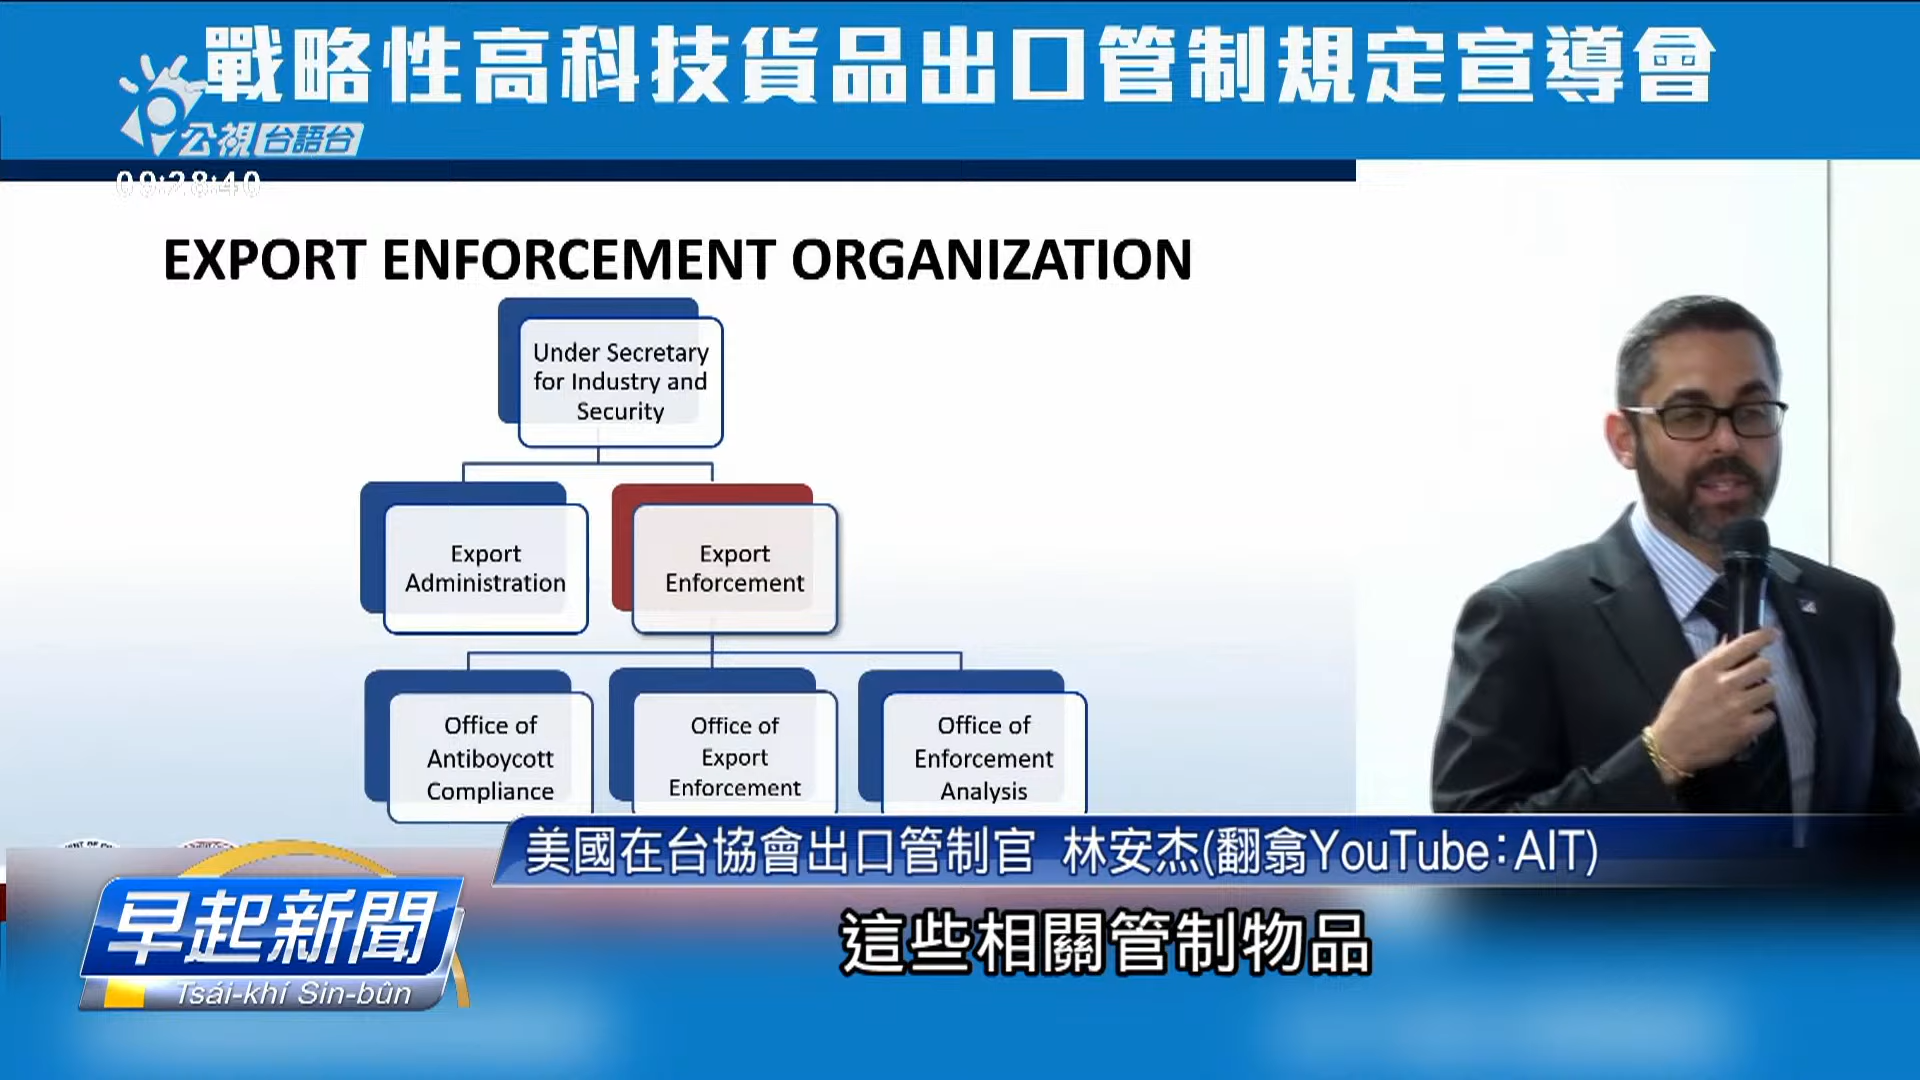 戰略性高科技貨品出口管制規定宣導會
公視台語台
09:28:40
EXPORT ENFORCEMENT ORGANIZATION
Under Secretary
for Industry and
Security
Export
Administration
Export
Enforcement
Office of
Antiboycott
Compliance
Office of
Export
Enforcement
Office of
Enforcement
Analysis
美國在台協會出口管制官 林安杰(翻翕YouTube:AIT)
早起新聞
Tsái-khí Sin-bûn
這些相關管制物品